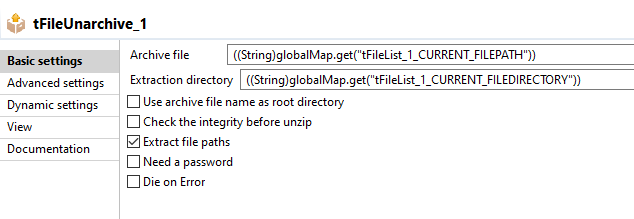 tFileUnarchive_1
Basic settings
Advanced settings
Dynamic settings
View
Documentation
Archive file ((String)globalMap.get("tFileList_1_CURRENT_FILEPATH"))
Extraction directory ((String)globalMap.get("tFileList_1_CURRENT_FILEDIRECTORY"))
Use archive file name as root directory
Check the integrity before unzip
Extract file paths
Need a password
Die on Error